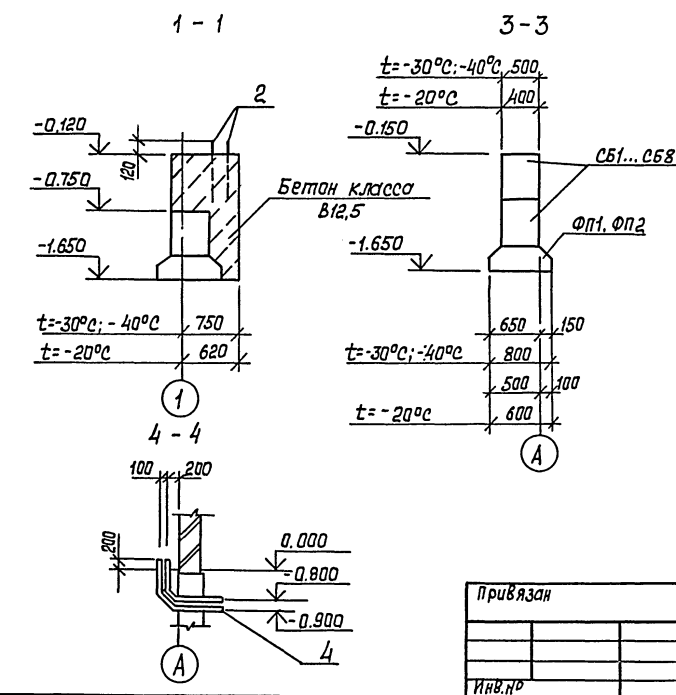 1 - 1
2
-0,120
120
-0.750
Бетон класса
В12,5
-1.650
t=-30°С; -40°С 750
t=-20°С 620
1
3-3
t=-30°С;-40°С 500
t=-20°С 400
-0.150
СБ1...СБ8
ФП1, ФП2
-1.650
650 150
t=-30°С;-40°С 800
500 100
t=-20°С 600
А
4 - 4
100 200
200
0.000
-0.800
-0.900
4
А
Привязан
Инв.№